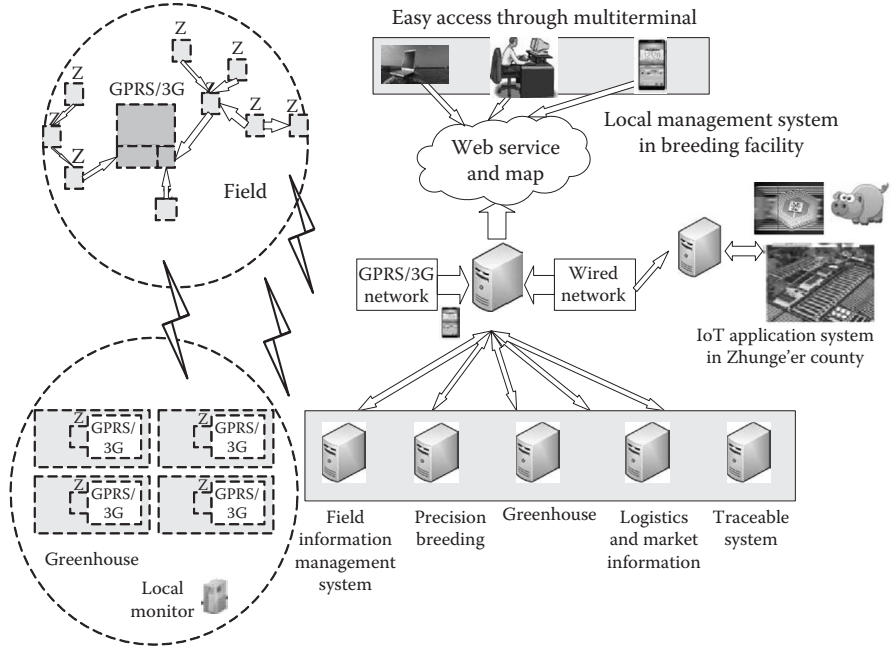 Easy access through multiterminal
Z
Z
Z
Z
Z
Z
Z
Z
Z
GPRS/3G
Field
Local management system
in breeding facility
Web service
and map
GPRS/3G
network
Wired
network
IoT application system
in Zhunge'er county
Z
GPRS/
3G
Z
GPRS/
3G
Z
GPRS/
3G
Z
GPRS/
3G
Greenhouse
Local
monitor
Field
information
management
system
Precision
breeding
Greenhouse
Logistics
and market
information
Traceable
system